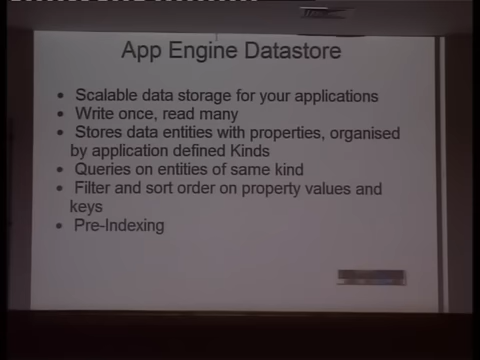 App Engine Datastore
• Scalable data storage for your applications
• Write once, read many
• Stores data entities with properties, organised
by application defined Kinds
• Queries on entities of same kind
• Filter and sort order on property values and
keys
• Pre-Indexing